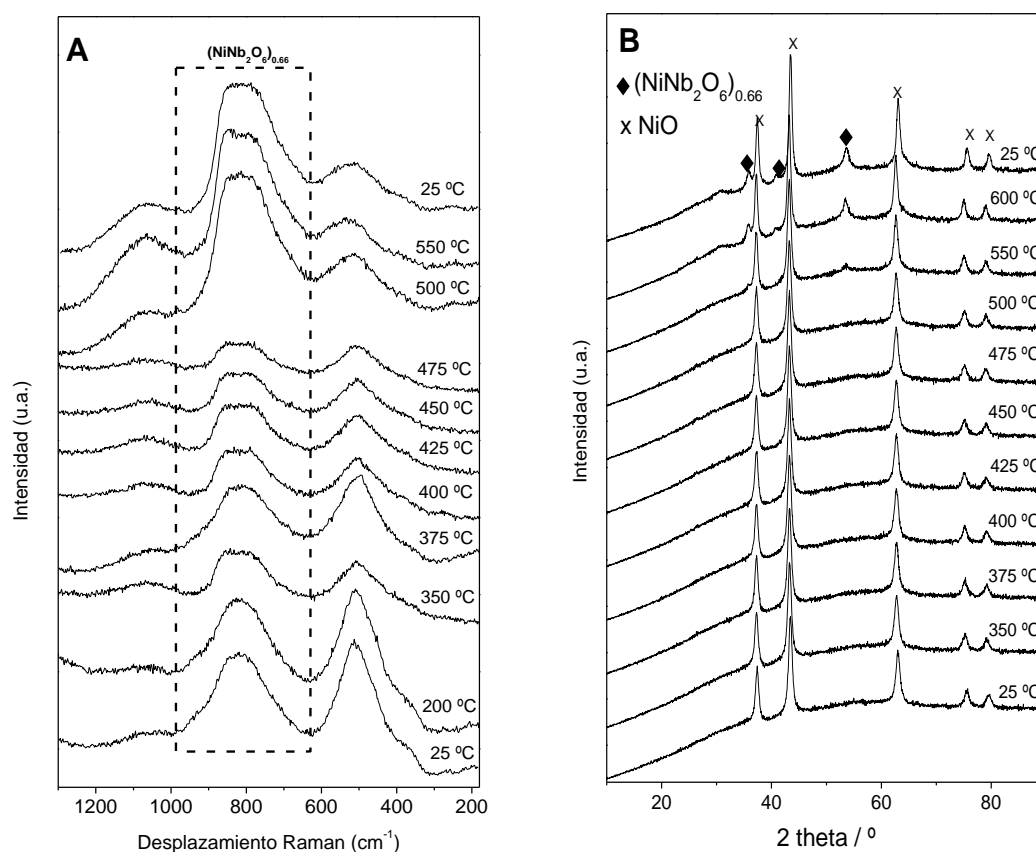 A
(NiNb2O6)0.66
25 ºC
550 ºC
500 ºC
475 ºC
450 ºC
425 ºC
400 ºC
375 ºC
350 ºC
200 ºC
25 ºC
Intensidad (u.a.)
1200 1000 800 600 400 200
Desplazamiento Raman (cm-1)
B
♦ (NiNb2O6)0.66
x NiO
x
x
x
x
x
25 ºC
600 ºC
550 ºC
500 ºC
475 ºC
450 ºC
425 ºC
400 ºC
375 ºC
350 ºC
25 ºC
Intensidad (u.a.)
20 40 60 80
2 theta / º